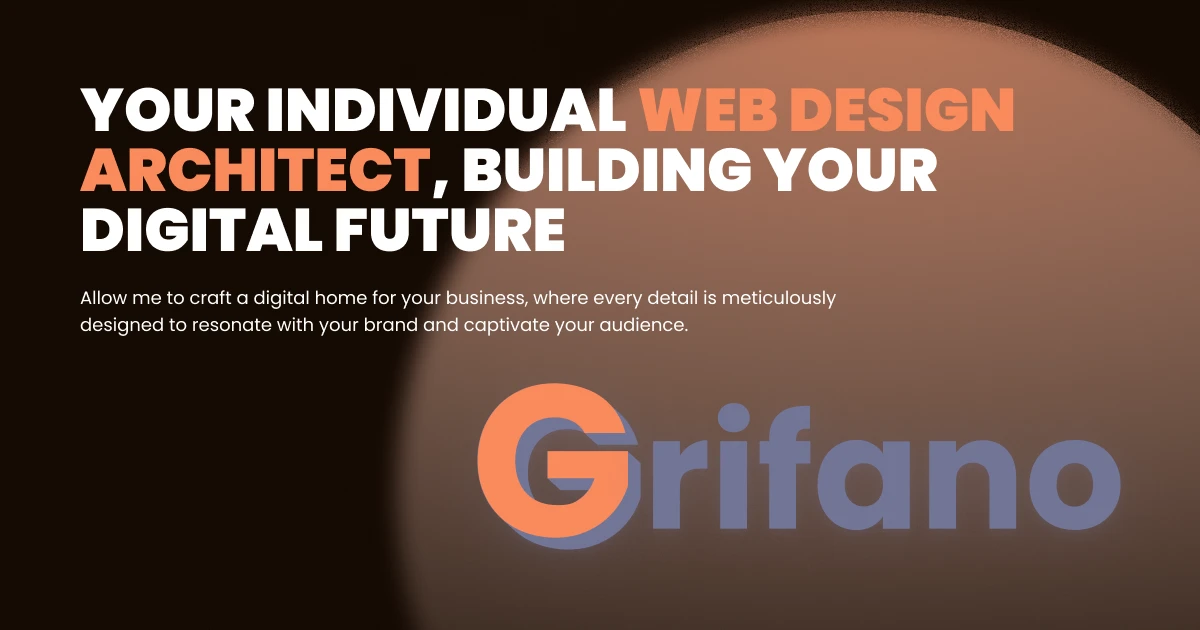 YOUR INDIVIDUAL WEB DESIGN
ARCHITECT, BUILDING YOUR
DIGITAL FUTURE
Allow me to craft a digital home for your business, where every detail is meticulously
designed to resonate with your brand and captivate your audience.
Grifano